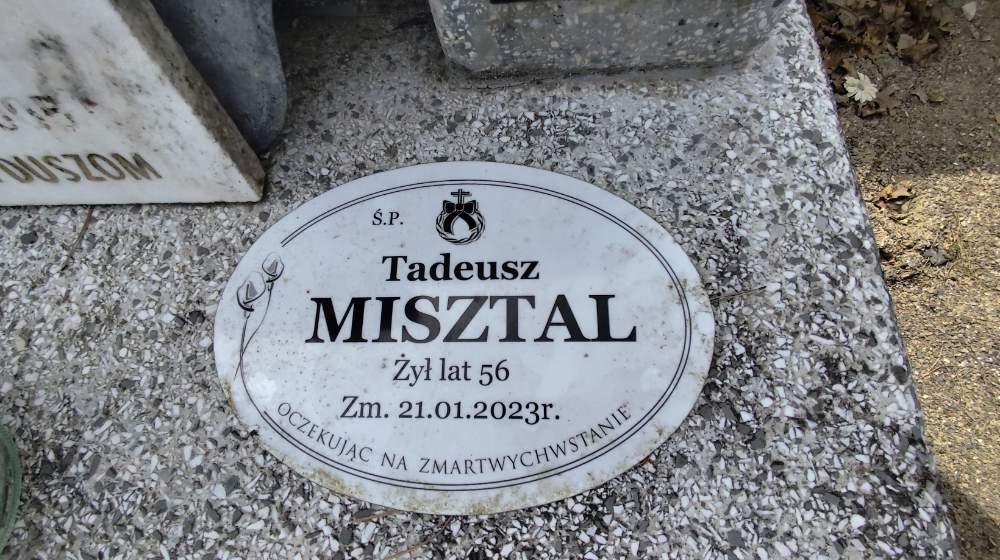 DUSZOM
Ś.P.
Tadeusz
MISZTAL
Żył lat 56
Zm. 21.01.2023r.
OCZEKUJĄC NA ZMARTWYCHWSTANIE